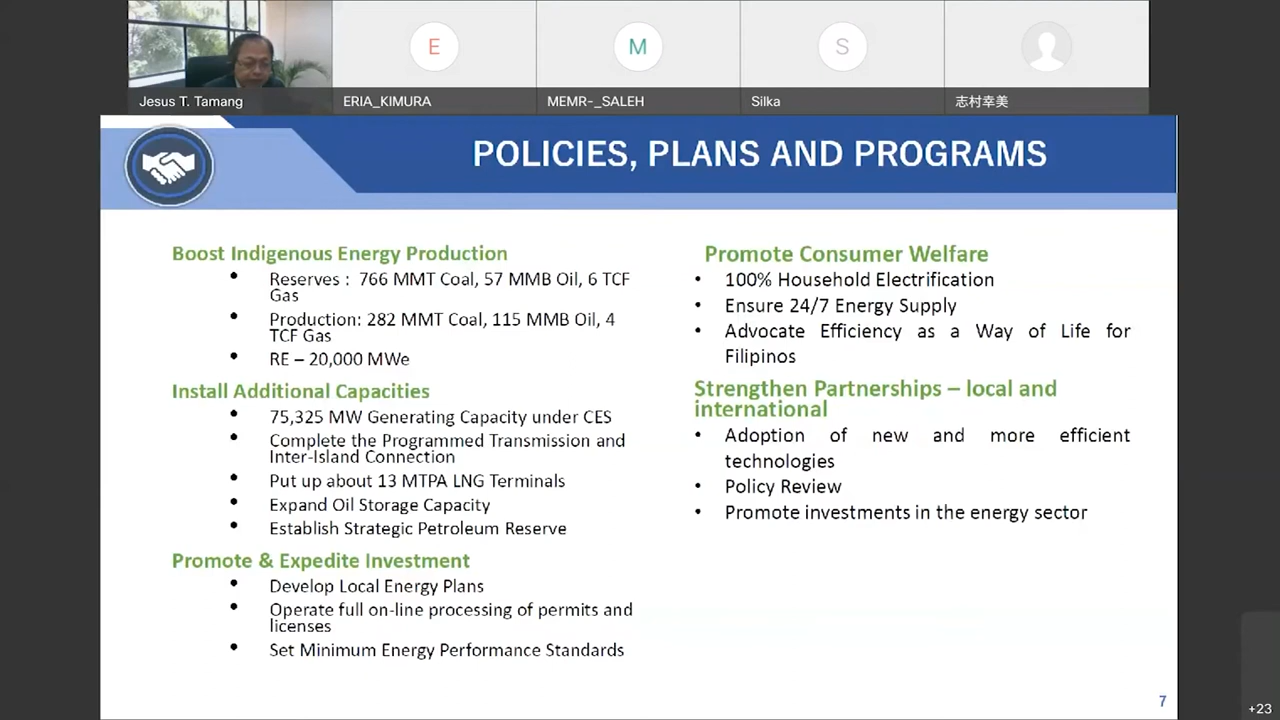 E
M
S
Jesus T. Tamang
ERIA_KIMURA
MEMR-_SALEH
Silka
志村幸美
POLICIES, PLANS AND PROGRAMS
Boost Indigenous Energy Production
• Reserves : 766 MMT Coal, 57 MMB Oil, 6 TCF
Gas
• Production: 282 MMT Coal, 115 MMB Oil, 4
TCF Gas
• RE – 20,000 MWe
Install Additional Capacities
• 75,325 MW Generating Capacity under CES
• Complete the Programmed Transmission and
Inter-Island Connection
• Put up about 13 MTPA LNG Terminals
• Expand Oil Storage Capacity
• Establish Strategic Petroleum Reserve
Promote & Expedite Investment
• Develop Local Energy Plans
• Operate full on-line processing of permits and
licenses
• Set Minimum Energy Performance Standards
Promote Consumer Welfare
• 100% Household Electrification
• Ensure 24/7 Energy Supply
• Advocate Efficiency as a Way of Life for
Filipinos
Strengthen Partnerships – local and
international
• Adoption of new and more efficient
technologies
• Policy Review
• Promote investments in the energy sector
7
+23